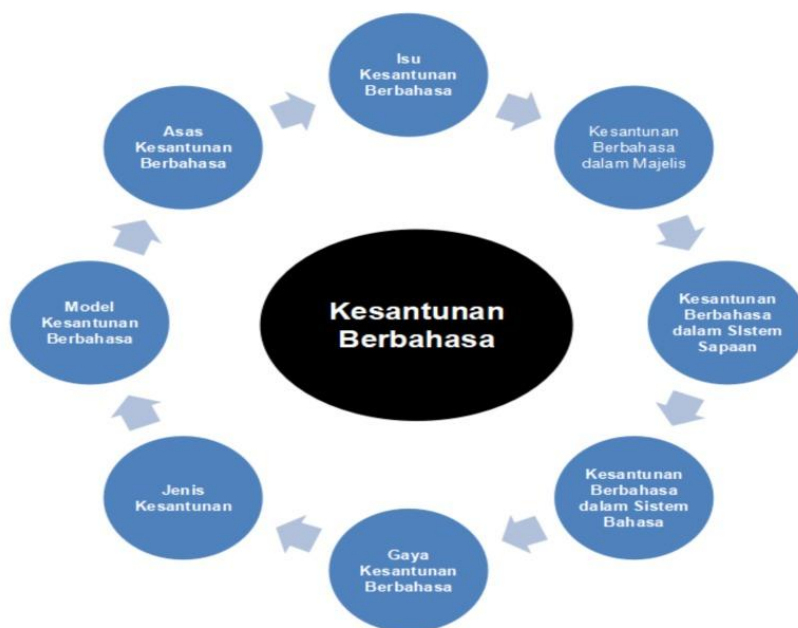 Isu
Kesantunan
Berbahasa
Kesantunan
Berbahasa
dalam Majelis
Kesantunan
Berbahasa
dalam SIstem
Sapaan
Kesantunan
Berbahasa
dalam Sistem
Bahasa
Gaya
Kesantunan
Berbahasa
Jenis
Kesantunan
Model
Kesantunan
Berbahasa
Asas
Kesantunan
Berbahasa
Kesantunan
Berbahasa